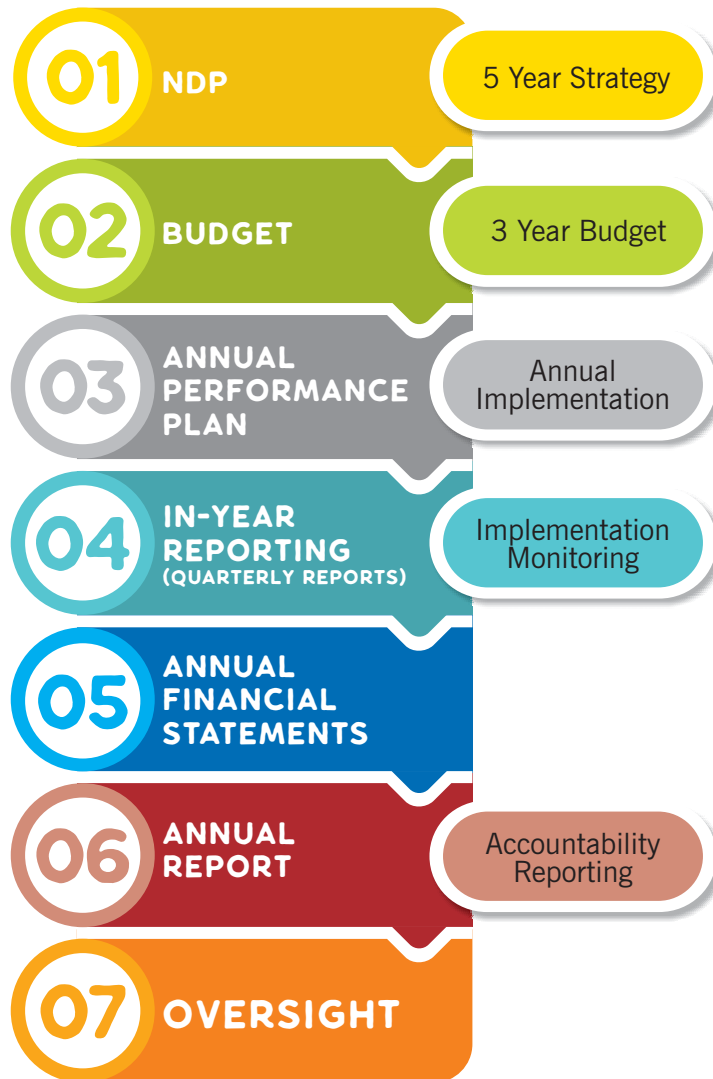 01
NDP
5 Year Strategy
02
BUDGET
3 Year Budget
03
ANNUAL
PERFORMANCE
PLAN
Annual
Implementation
04
IN-YEAR
REPORTING
(QUARTERLY REPORTS)
Implementation
Monitoring
05
ANNUAL
FINANCIAL
STATEMENTS
06
ANNUAL
REPORT
Accountability
Reporting
07
OVERSIGHT